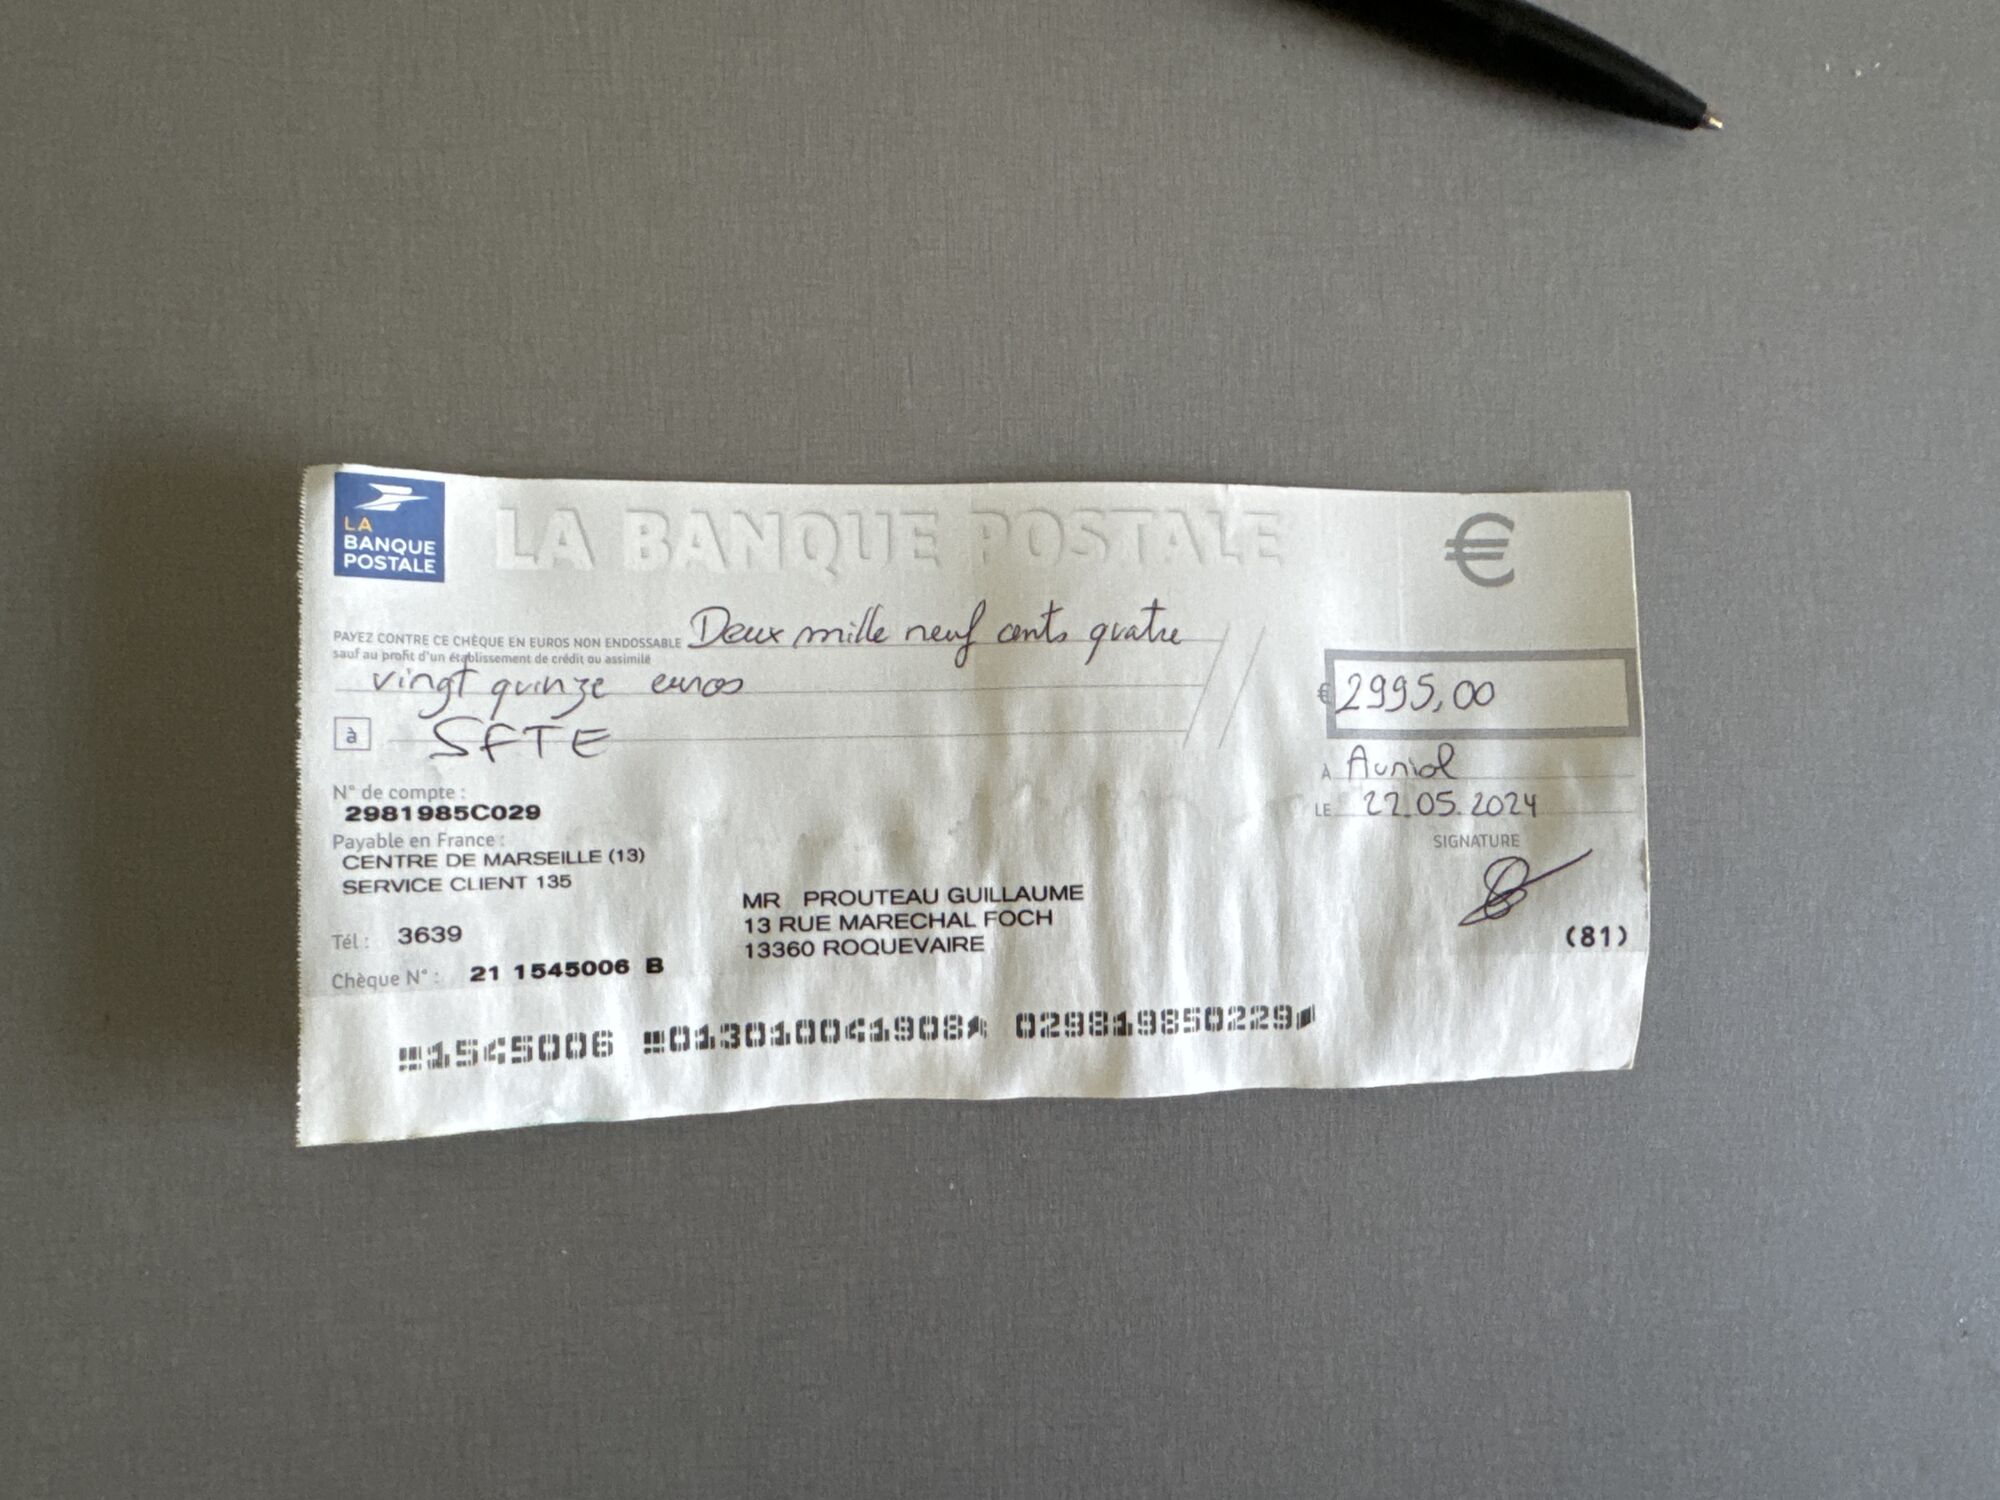 LA
BANQUE
POSTALE
LA BANQUE POSTALE
€
PAYEZ CONTRE CE CHÈQUE EN EUROS NON ENDOSSABLE Deux mille neuf cents quatre
sauf au profit d'un établissement de crédit ou assimilé
vingt quinze euros
€ 2995,00
à SFTE
À Auriol
LE 22.05.2024
SIGNATURE
N° de compte :
2981985C029
Payable en France :
CENTRE DE MARSEILLE (13)
SERVICE CLIENT 135
MR PROUTEAU GUILLAUME
13 RUE MARECHAL FOCH
13360 ROQUEVAIRE
(81)
Tél : 3639
Chèque N° : 21 1545006 B
1545006 013010041908 029819850229